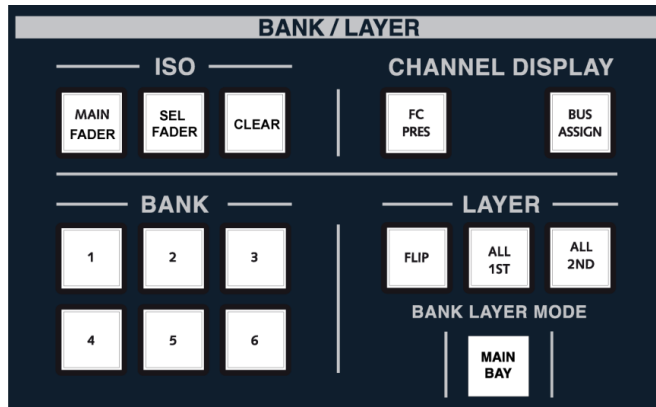 BANK / LAYER
ISO
CHANNEL DISPLAY
MAIN
FADER
SEL
FADER
CLEAR
FC
PRES
BUS
ASSIGN
BANK
LAYER
1
2
3
FLIP
ALL
1ST
ALL
2ND
BANK LAYER MODE
4
5
6
MAIN
BAY